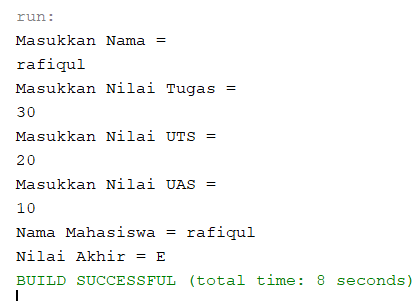 run:
Masukkan Nama =
rafiqul
Masukkan Nilai Tugas =
30
Masukkan Nilai UTS =
20
Masukkan Nilai UAS =
10
Nama Mahasiswa = rafiqul
Nilai Akhir = E
BUILD SUCCESSFUL (total time: 8 seconds)